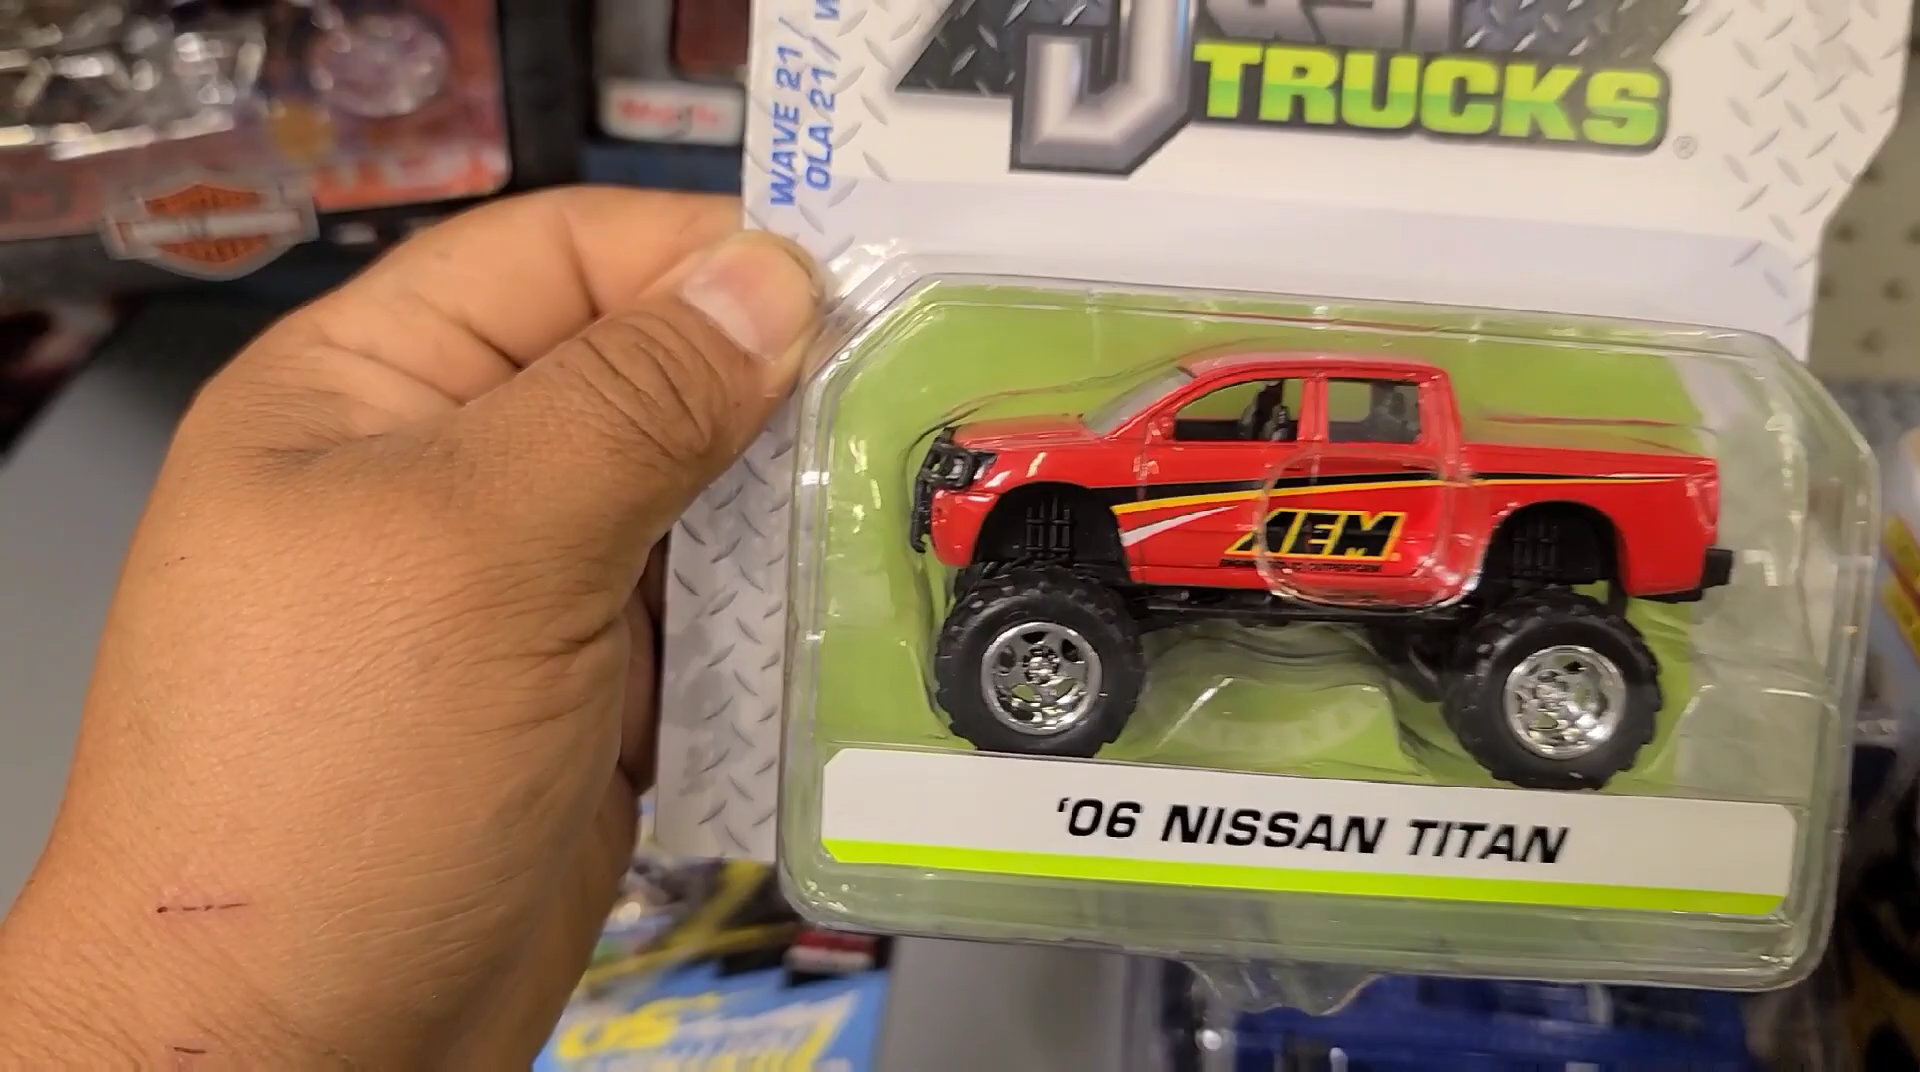 WAVE 21/
OLA/21/
TRUCKS®
AEM
'06 NISSAN TITAN